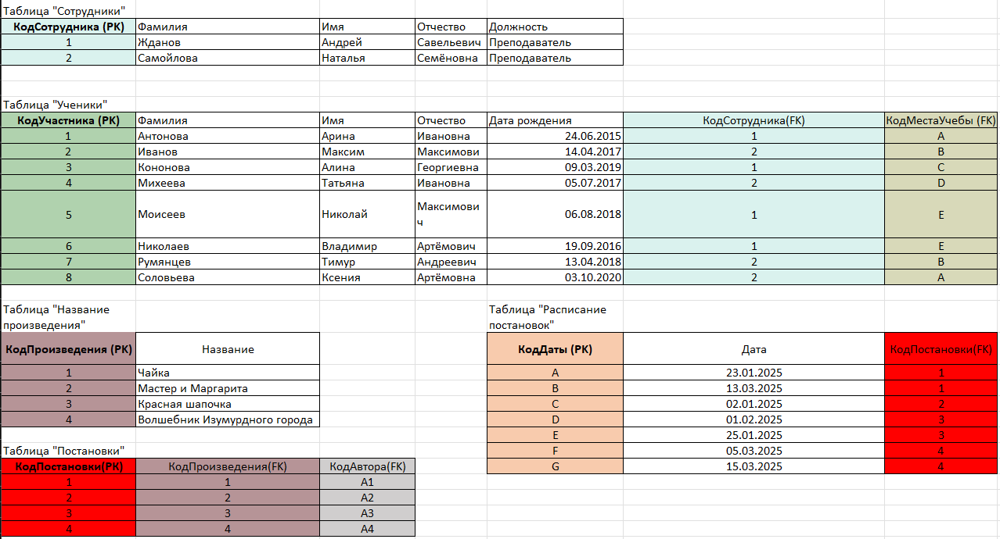 Таблица "Сотрудники"
КодСотрудника (PK) Фамилия Имя Отчество Должность
1 Жданов Андрей Савельевич Преподаватель
2 Самойлова Наталья Семёновна Преподаватель
Таблица "Ученики"
КодУчастника (PK) Фамилия Имя Отчество Дата рождения КодСотрудника(FK) КодМестаУчебы (FK)
1 Антонова Арина Ивановна 24.06.2015 1 A
2 Иванов Максим Максимови 14.04.2017 2 B
3 Кононова Алина Георгиевна 09.03.2019 1 C
4 Михеева Татьяна Ивановна 05.07.2017 2 D
5 Моисеев Николай Максимови
ч 06.08.2018 1 E
6 Николаев Владимир Артёмович 19.09.2016 1 E
7 Румянцев Тимур Андреевич 13.04.2018 2 B
8 Соловьева Ксения Артёмовна 03.10.2020 2 A
Таблица "Название
произведения"
КодПроизведения (PK) Название
1 Чайка
2 Мастер и Маргарита
3 Красная шапочка
4 Волшебник Изумурдного города
Таблица "Расписание
постановок"
КодДаты (PK) Дата КодПостановки(FK)
A 23.01.2025 1
B 13.03.2025 1
C 02.01.2025 2
D 01.02.2025 3
E 25.01.2025 3
F 05.03.2025 4
G 15.03.2025 4
Таблица "Постановки"
КодПостановки(PK) КодПроизведения(FK) КодАвтора(FK)
1 1 A1
2 2 A2
3 3 A3
4 4 A4